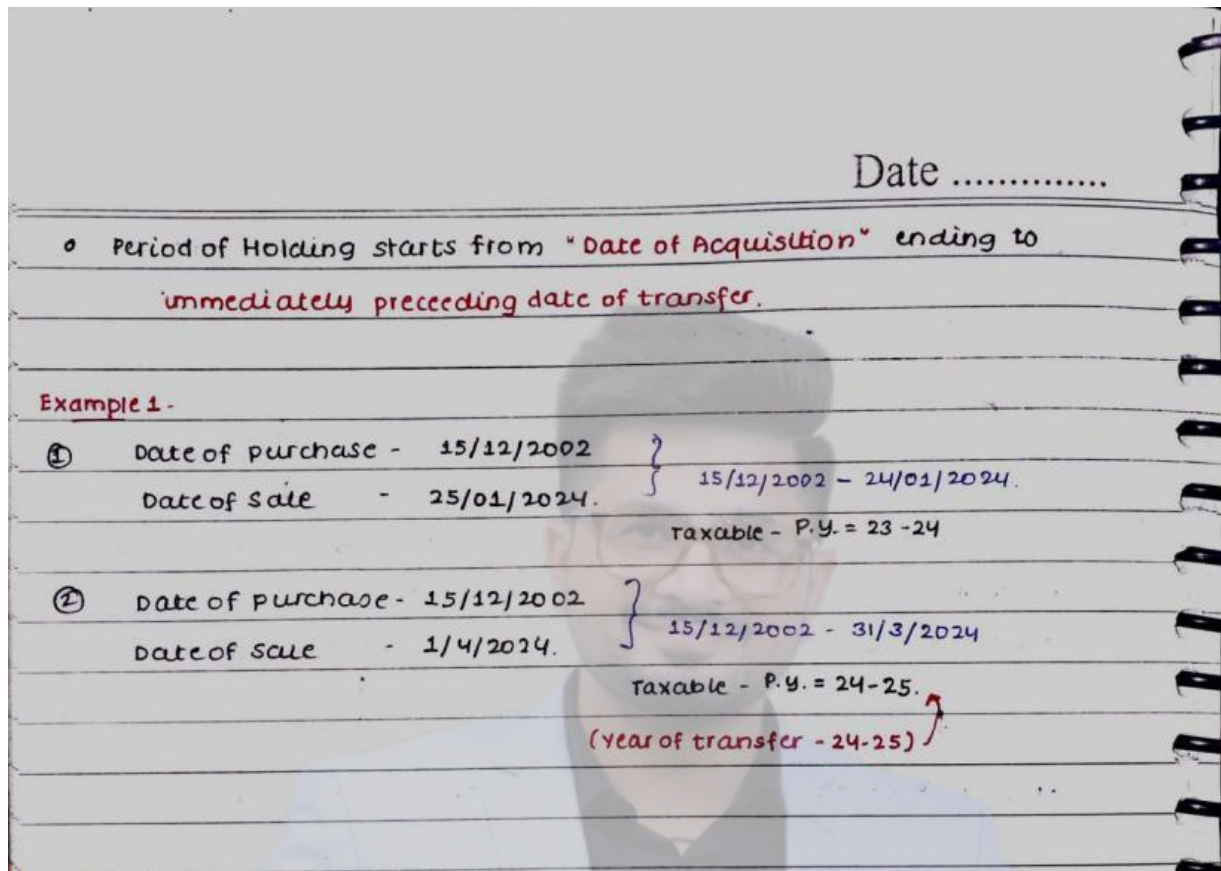 Date ..............
• Period of Holding starts from "Date of Acquisition" ending to
immediately preceeding date of transfer.
Example 1 -
① Date of purchase - 15/12/2002
Date of Sale - 25/01/2024.
15/12/2002 - 24/01/2024.
Taxable - P.Y. = 23-24
② Date of purchase - 15/12/2002
Date of sale - 1/4/2024.
15/12/2002 - 31/3/2024
Taxable - P.Y. = 24-25.
(year of transfer - 24-25)